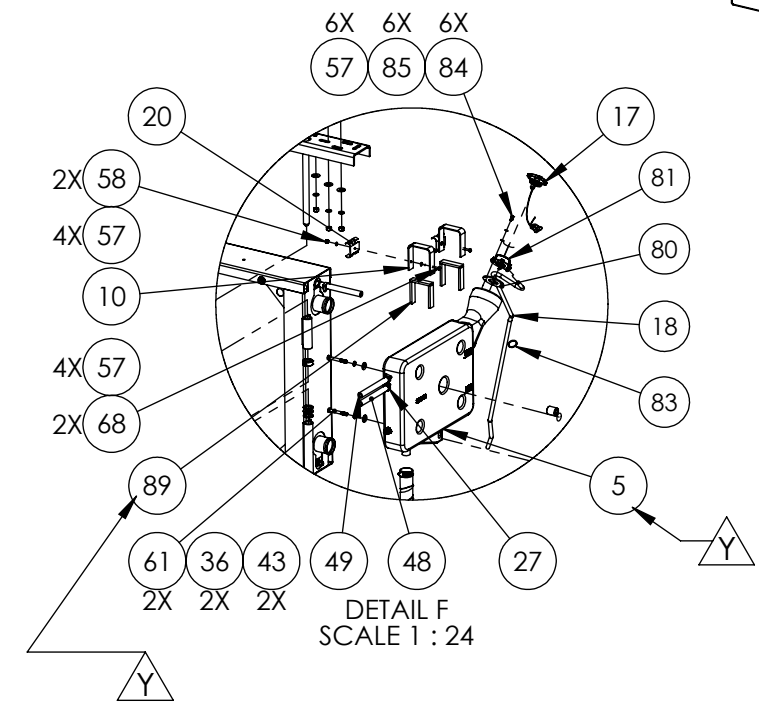 6X 6X 6X
57 85 84
20
17
2X 58
81
4X 57
80
10
18
4X 57
83
2X 68
89
5
Y
61 36 43 49 48 27
2X 2X 2X
DETAIL F
SCALE 1 : 24
Y